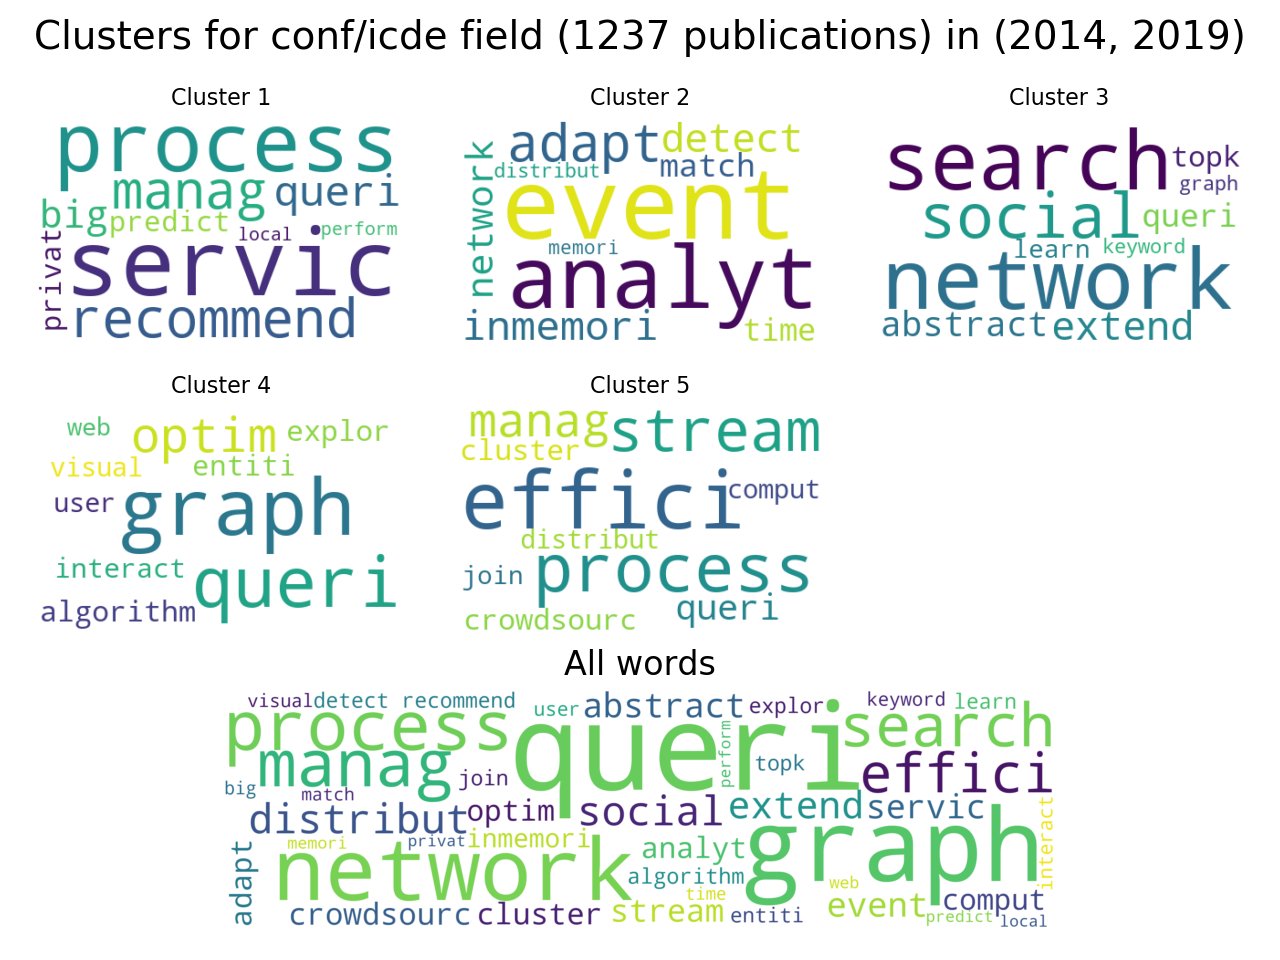 Clusters for conf/icde field (1237 publications) in (2014, 2019)
Cluster 1
process
manag queri
big predict
local perform
privat
servic
recommend
Cluster 2
adapt detect
network distribut match
event
memori
analyt
inmemori time
Cluster 3
search topk
graph
social queri
learn keyword
network
abstract extend
Cluster 4
web optim explor
visual entiti
user graph
interact queri
algorithm
Cluster 5
manag stream
cluster
effici comput
distribut
join process
crowdsourc queri
All words
visual detect recommend user abstract explor keyword learn
process queri search
manag join perform topk effici
big match
distribut optim social extend servic
memori privat inmemori analyt graph interact
adapt network algorithm
time web
crowdsourc cluster stream entiti event comput
predict local